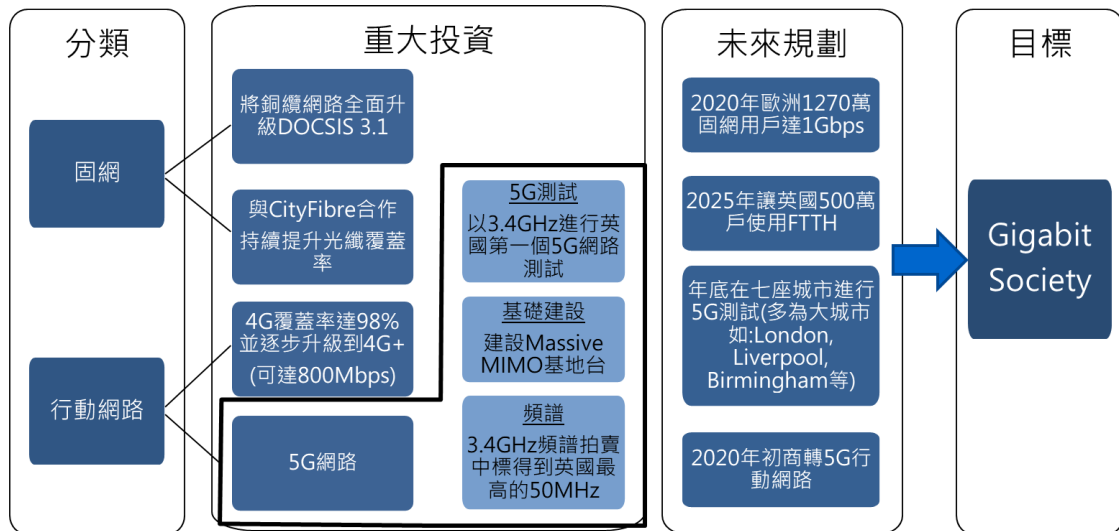 分類
固網
行動網路
重大投資
將銅纜網路全面升
級DOCSIS 3.1
與CityFibre合作
持續提升光纖覆蓋
率
4G覆蓋率達98%
並逐步升級到4G+
(可達800Mbps)
5G網路
5G測試
以3.4GHz進行英
國第一個5G網路
測試
基礎建設
建設Massive
MIMO基地台
頻譜
3.4GHz頻譜拍賣
中標得到英國最
高的50MHz
未來規劃
2020年歐洲1270萬
固網用戶達1Gbps
2025年讓英國500萬
戶使用FTTH
年底在七座城市進行
5G測試(多為大城市
如:London,
Liverpool,
Birmingham等)
2020年初商轉5G行
動網路
目標
Gigabit
Society